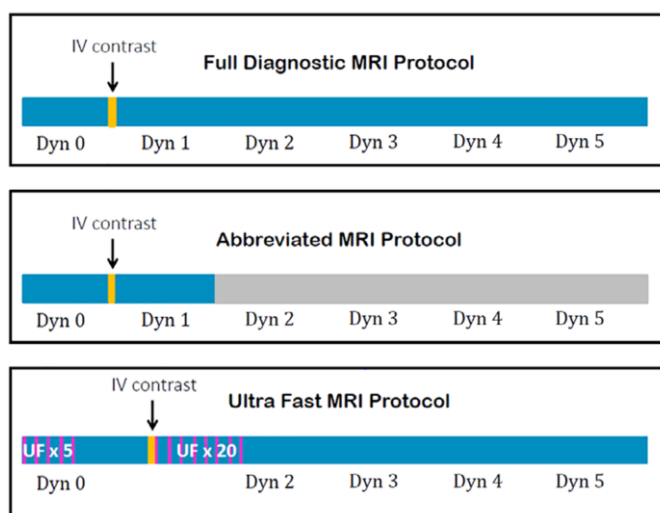 IV contrast
Full Diagnostic MRI Protocol
Dyn 0 Dyn 1 Dyn 2 Dyn 3 Dyn 4 Dyn 5
IV contrast
Abbreviated MRI Protocol
Dyn 0 Dyn 1 Dyn 2 Dyn 3 Dyn 4 Dyn 5
IV contrast
Ultra Fast MRI Protocol
UF x 5 UF x 20
Dyn 0 Dyn 2 Dyn 3 Dyn 4 Dyn 5